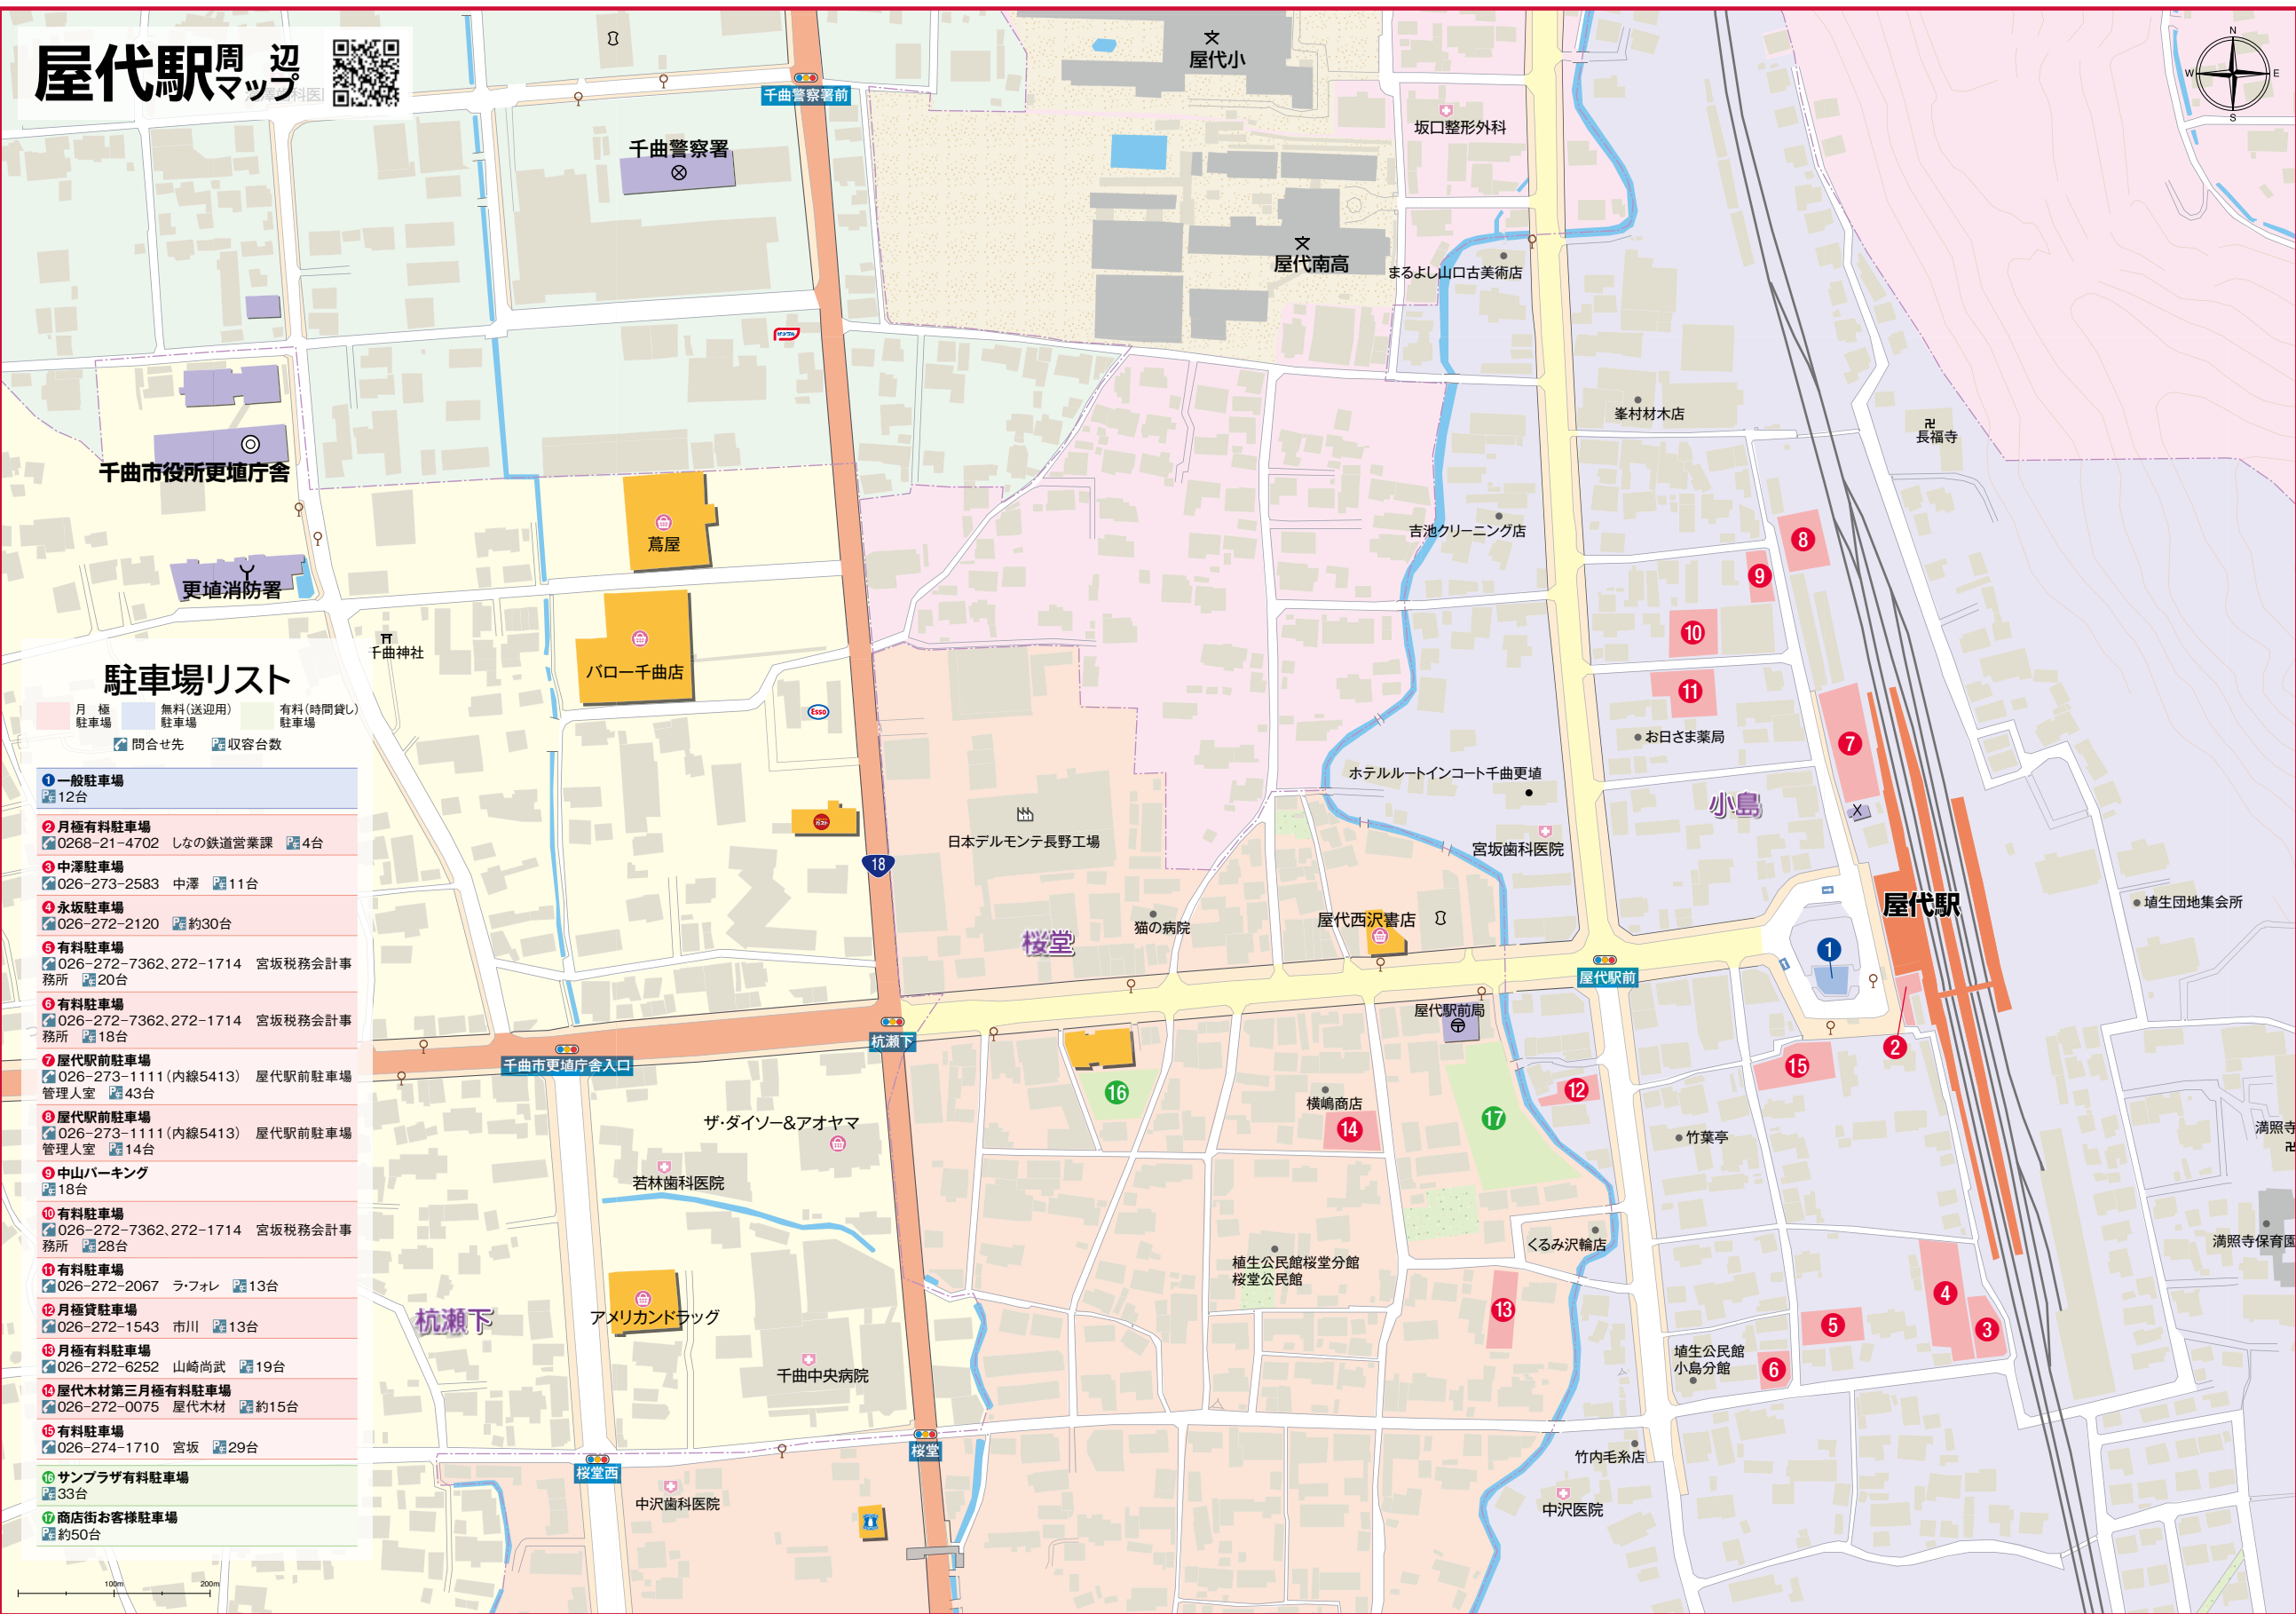 屋代駅周辺マップ
N
W
E
S
屋代小
千曲警察署前
坂口整形外科
千曲警察署
屋代南高
まるよし山口古美術店
峯村材木店
長福寺
千曲市役所更埴庁舎
蔦屋
吉池クリーニング店
8
9
更埴消防署
10
千曲神社
バロー千曲店
11
Esso
お日さま薬局
7
ホテルルートインコート千曲更埴
小島
ガスト
日本デルモンテ長野工場
宮坂歯科医院
18
屋代駅
埴生団地集会所
猫の病院
屋代西沢書店
桜堂
1
屋代駅前
屋代駅前局
杭瀬下
2
千曲市更埴庁舎入口
15
16
12
横嶋商店
17
14
ザ・ダイソー&アオヤマ
竹葉亭
満照寺
若林歯科医院
くるみ沢輪店
満照寺保育園
埴生公民館桜堂分館
桜堂公民館
4
13
杭瀬下
アメリカンドラッグ
5
3
埴生公民館
小島分館
6
千曲中央病院
桜堂
竹内毛糸店
桜堂西
中沢歯科医院
中沢医院
駐車場リスト
月極駐車場
無料(送迎用)駐車場
有料(時間貸し)駐車場
問合せ先 収容台数
1 一般駐車場
12台
2 月極有料駐車場
0268-21-4702 しなの鉄道営業課 4台
3 中澤駐車場
026-273-2583 中澤 11台
4 永坂駐車場
026-272-2120 約30台
5 有料駐車場
026-272-7362、272-1714 宮坂税務会計事
務所 20台
6 有料駐車場
026-272-7362、272-1714 宮坂税務会計事
務所 18台
7 屋代駅前駐車場
026-273-1111(内線5413) 屋代駅前駐車場
管理人室 43台
8 屋代駅前駐車場
026-273-1111(内線5413) 屋代駅前駐車場
管理人室 14台
9 中山パーキング
18台
10 有料駐車場
026-272-7362、272-1714 宮坂税務会計事
務所 28台
11 有料駐車場
026-272-2067 ラ・フォレ 13台
12 月極貸駐車場
026-272-1543 市川 13台
13 月極有料駐車場
026-272-6252 山崎尚武 19台
14 屋代木材第三月極有料駐車場
026-272-0075 屋代木材 約15台
15 有料駐車場
026-274-1710 宮坂 29台
16 サンプラザ有料駐車場
33台
17 商店街お客様駐車場
約50台
100m 200m